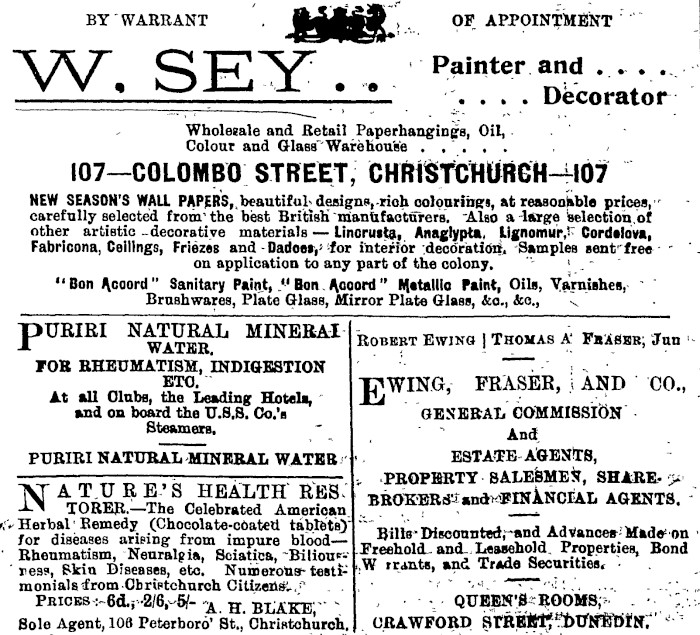 BY WARRANT OF APPOINTMENT
W. SEY . .
Painter and . . . .
. . . . Decorator
Wholesale and Retail Paperhangings, Oil,
Colour and Glass Warehouse . . . . .
107—COLOMBO STREET, CHRISTCHURCH—107
NEW SEASON'S WALL PAPERS, beautiful designs, rich colourings, at reasonable prices,
carefully selected from the best British manufacturers. Also a large selection of
other artistic decorative materials — Lincrusta, Anaglypta, Lignomur, Cordelova,
Fabricona, Ceilings, Friezes and Dadoes, for interior decoration. Samples sent free
on application to any part of the colony.
"Bon Accord" Sanitary Paint, "Bon Accord" Metallic Paint, Oils, Varnishes,
Brushwares, Plate Glass, Mirror Plate Glass, &c., &c.,
PURIRI NATURAL MINERAL
WATER.
FOR RHEUMATISM, INDIGESTION
ETC.
At all Clubs, the Leading Hotels,
and on board the U.S.S. Co.'s
Steamers.
PURIRI NATURAL MINERAL WATER
NATURE'S HEALTH RES
TORER.—The Celebrated American
Herbal Remedy (Chocolate-coated tablets)
for diseases arising from impure blood—
Rheumatism, Neuralgia, Sciatica, Bilious-
ness, Skin Diseases, etc. Numerous testi-
monials from Christchurch Citizens.
PRICES: 6d., 2/6, 5/- A. H. BLAKE,
Sole Agent, 106 Peterboro' St., Christchurch,
ROBERT EWING | THOMAS A FRASER, Jun
EWING, FRASER, AND CO.,
GENERAL COMMISSION
And
ESTATE AGENTS,
PROPERTY SALESMEN, SHARE-
BROKERS and FINANCIAL AGENTS.
Bills Discounted, and Advances Made on
Freehold and Leasehold Properties, Bond
W rrants, and Trade Securities.
QUEEN'S ROOMS,
CRAWFORD STREET, DUNEDIN.